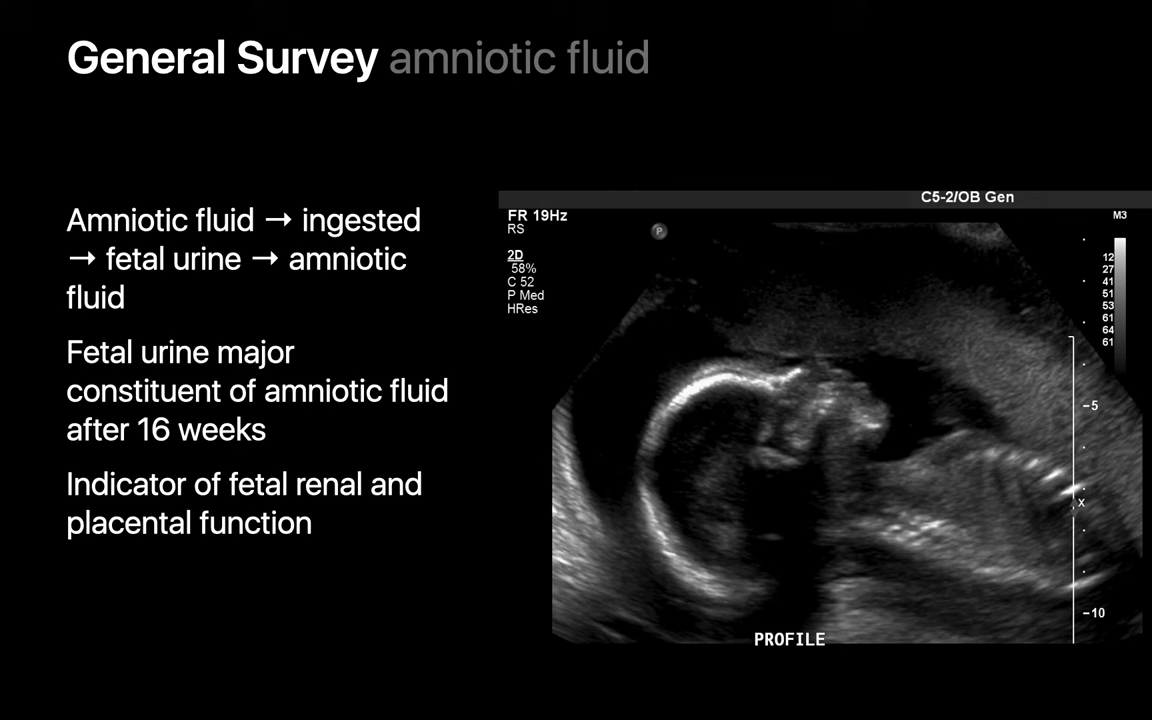 General Survey amniotic fluid
Amniotic fluid → ingested
→ fetal urine → amniotic
fluid
Fetal urine major
constituent of amniotic fluid
after 16 weeks
Indicator of fetal renal and
placental function
C5-2/OB Gen
FR 19Hz
RS
2D
58%
C 52
P Med
HRes
P
M3
12
27
41
51
53
61
64
61
-5
X
-10
PROFILE